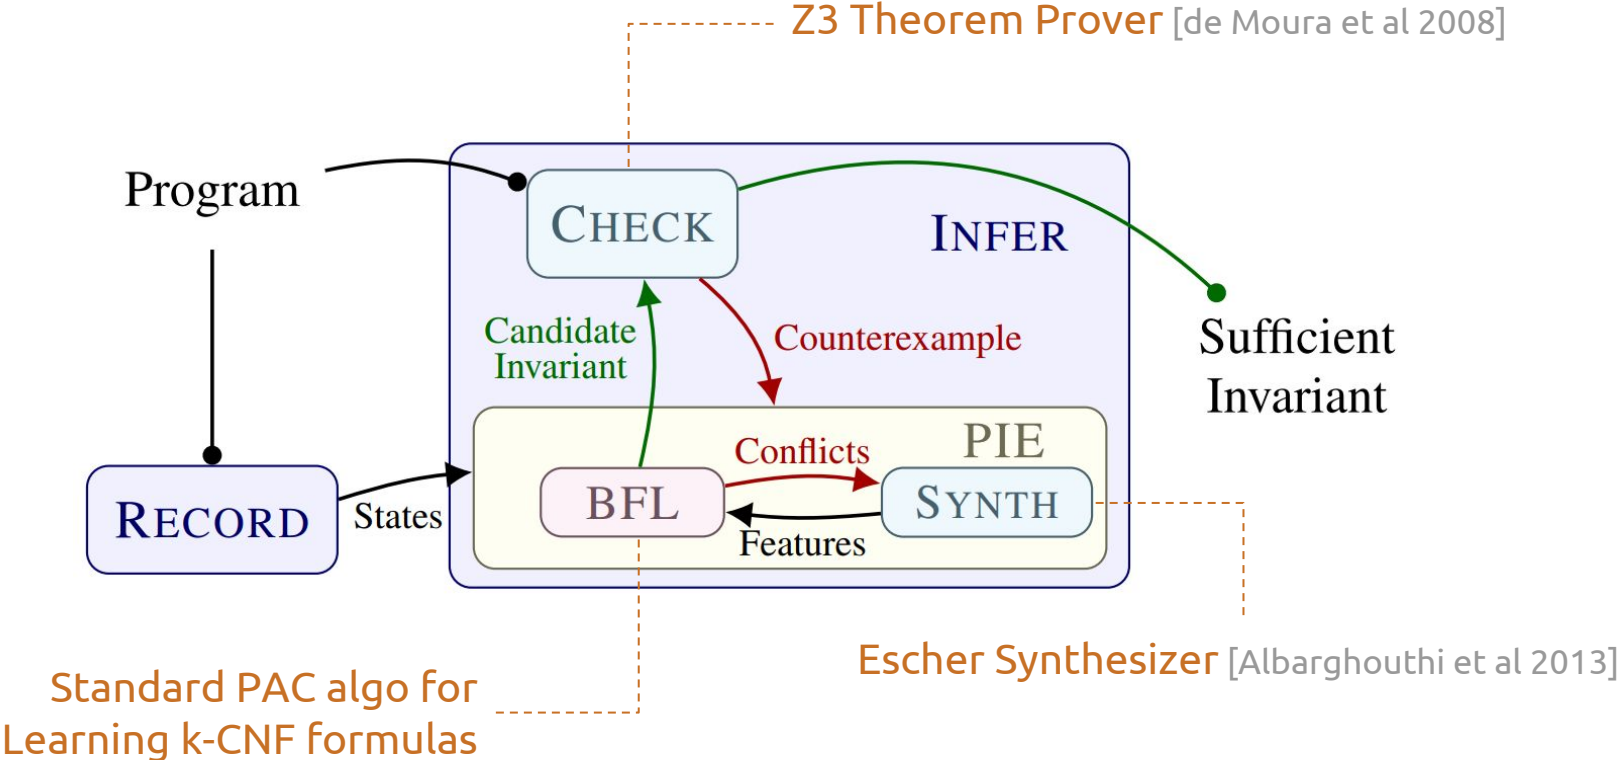 Z3 Theorem Prover [de Moura et al 2008]
Program
CHECK
INFER
Candidate
Invariant
Counterexample
Sufficient
Invariant
PIE
Conflicts
RECORD
States
BFL
SYNTH
Features
Escher Synthesizer [Albarghouthi et al 2013]
Standard PAC algo for
Learning k-CNF formulas